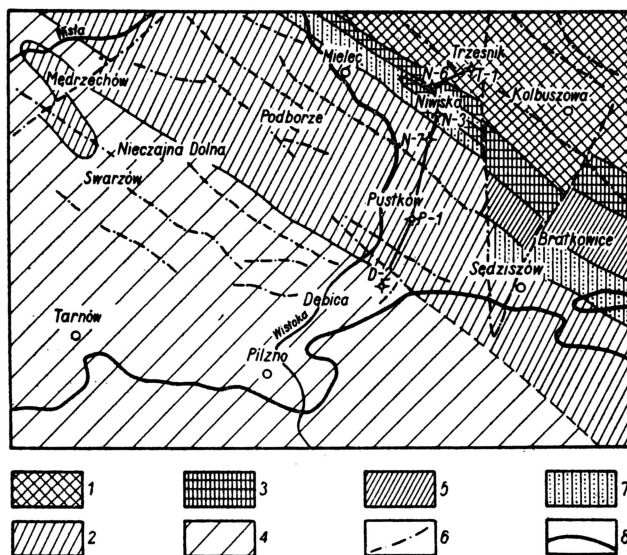 Wisła
Mędrzechów
Mielec
Trześnik
N-6
T-1
Niwiska
Kolbuszowa
N-3
Podborze
N-7
Nieczajna Dolna
Swarzów
Pustków
P-1
Bratkowice
D-
Sędziszów
Dębica
Tarnów
Wisłoka
Pilzno
1
3
5
7
2
4
6
8